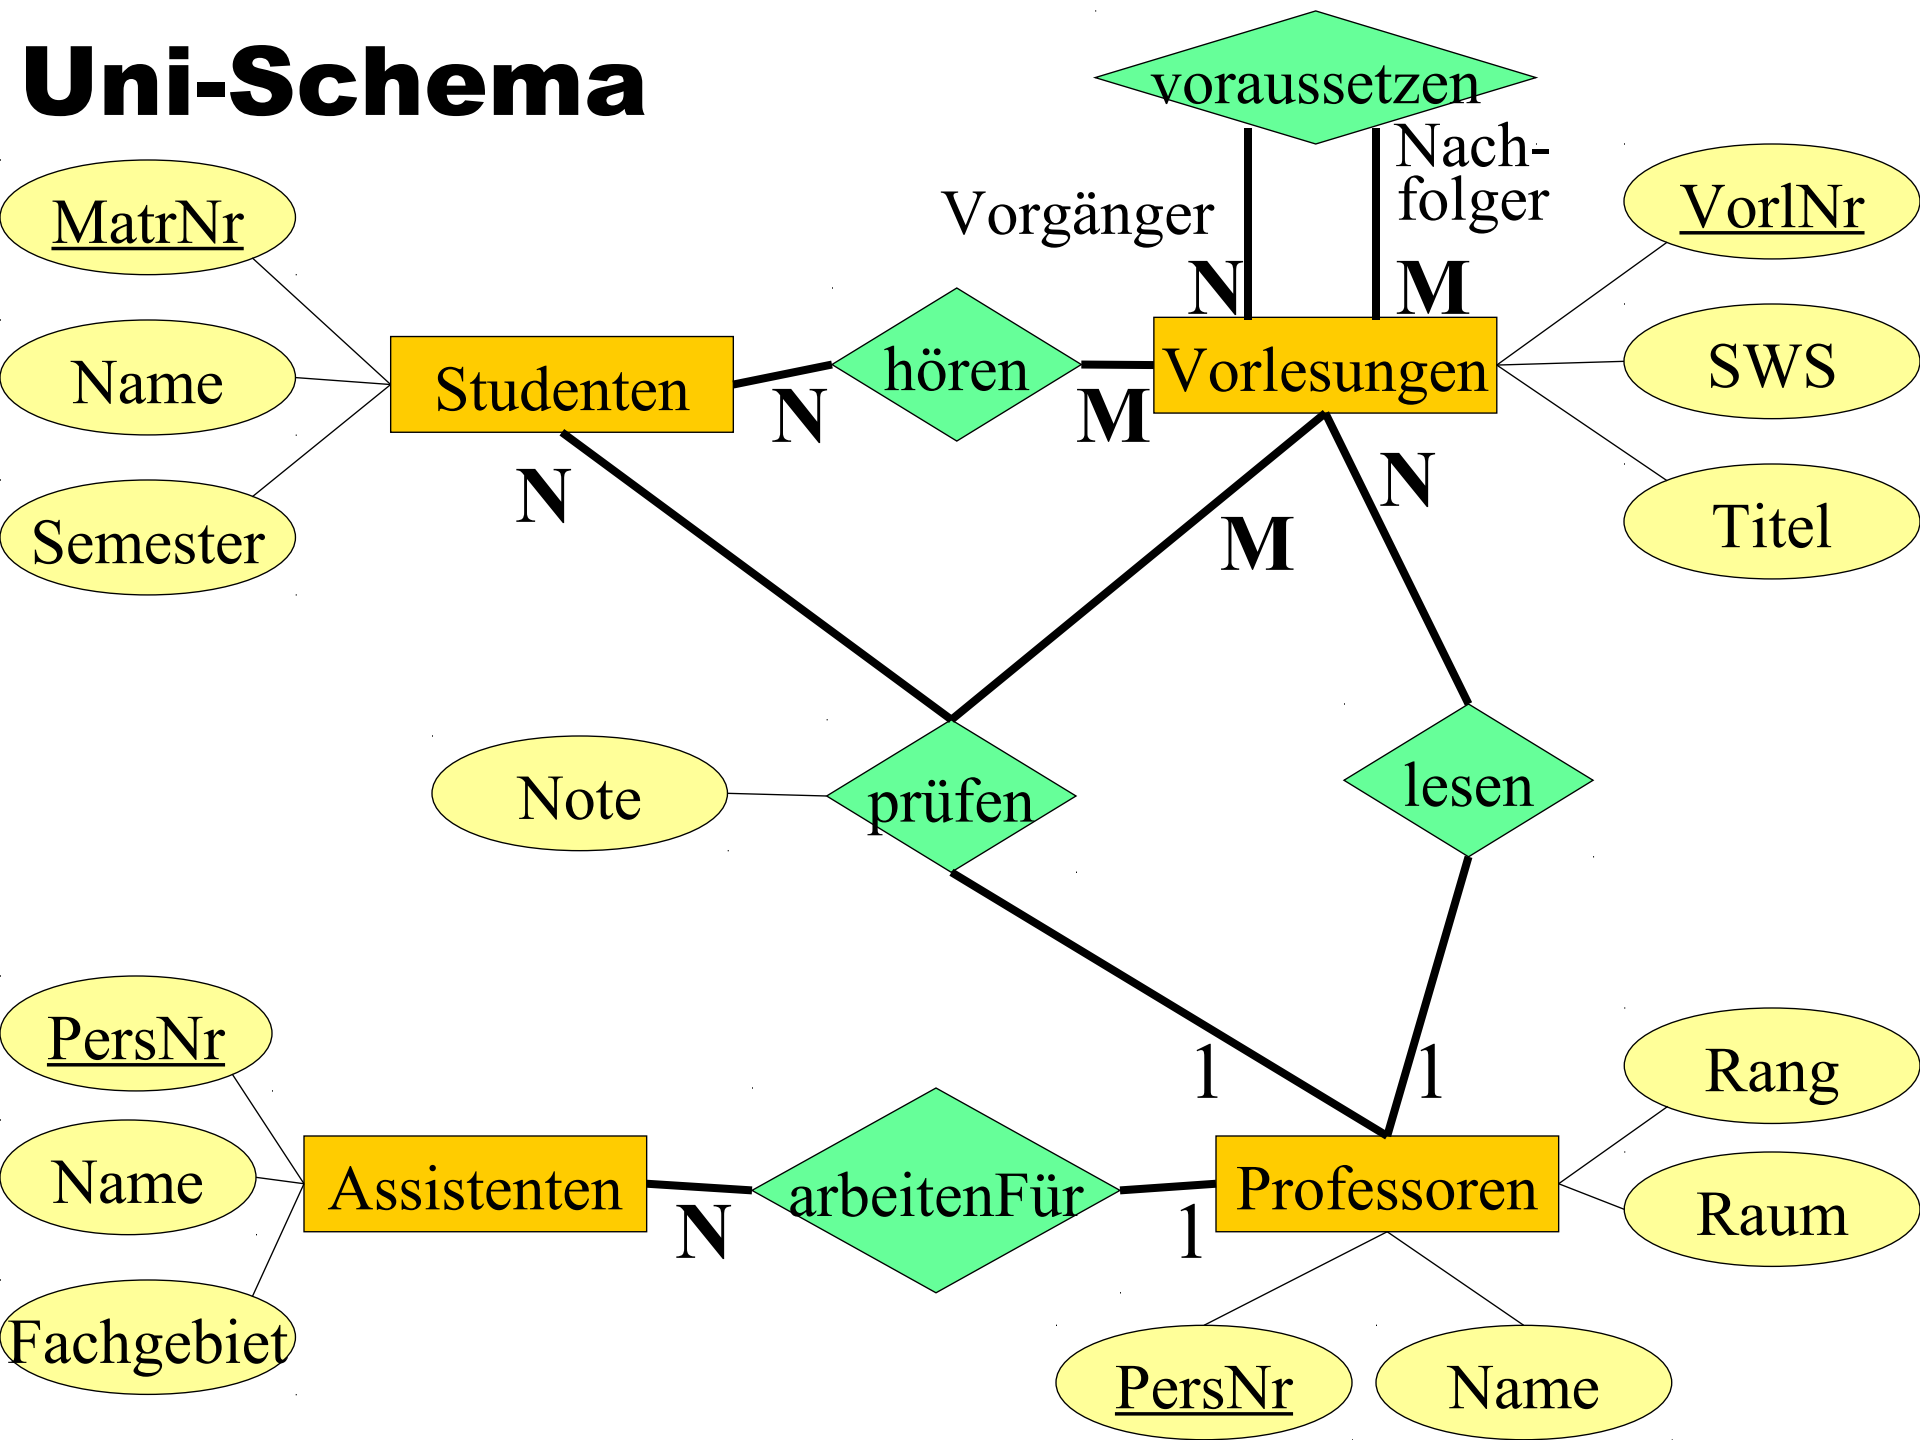 Uni-Schema
voraussetzen
Nach-
folger
Vorgänger
MatrNr
VorlNr
N
M
Name
Studenten
hören
Vorlesungen
SWS
N
M
N
N
M
Semester
Titel
Note
prüfen
lesen
PersNr
1
1
Rang
Name
Assistenten
arbeitenFür
Professoren
Raum
N
1
Fachgebiet
PersNr
Name